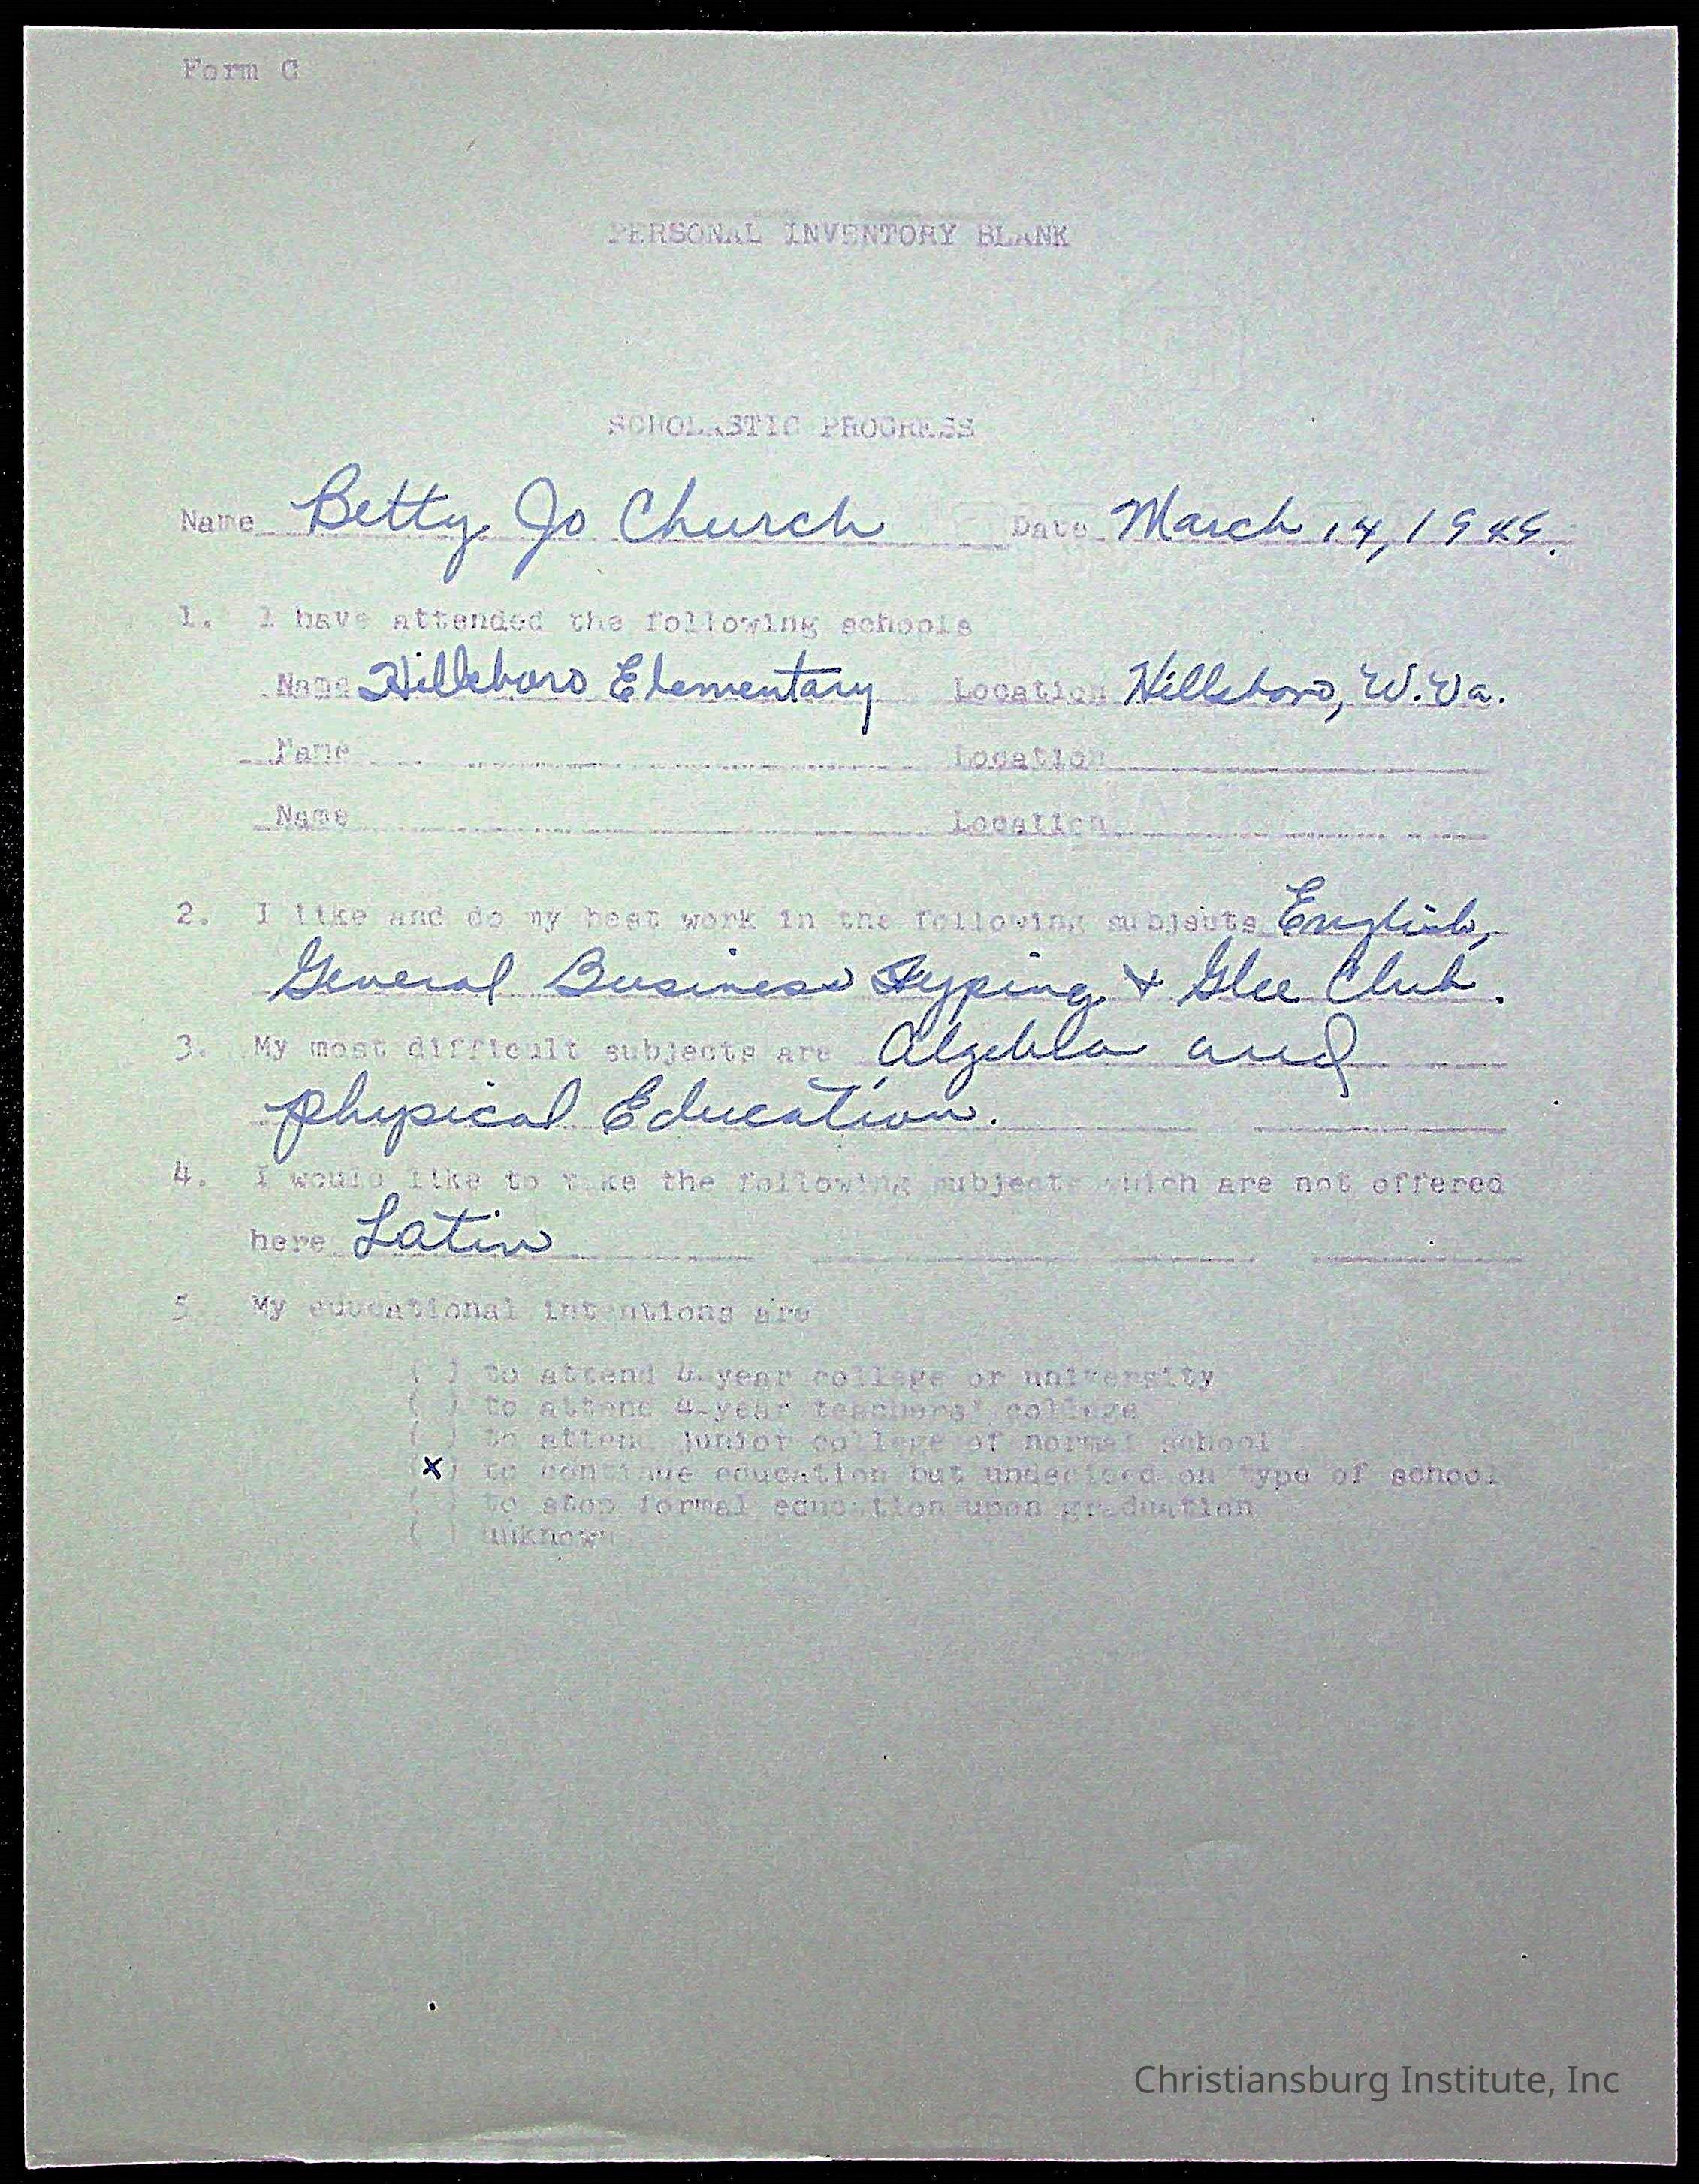 Form C
PERSONAL INVENTORY BLANK
SCHOLASTIC PROGRESS
Name Betty Jo Church Date March 14, 1949.
1. I have attended the following schools
Name Hillsboro Elementary Location Hillsboro, W.Va.
Name Location
Name Location
2. I like and do my best work in the following subjects English,
General Business Typing + Glee Club.
3. My most difficult subjects are Algebra and
physical Education.
4. I would like to take the following subjects which are not offered
here Latin
5. My educational intentions are
( ) to attend 4-year college or university
( ) to attend 4-year teachers' college
( ) to attend junior college of normal school
(x) to continue education but undecided on type of school
( ) to stop formal education upon graduation
( ) unknown
Christiansburg Institute, Inc